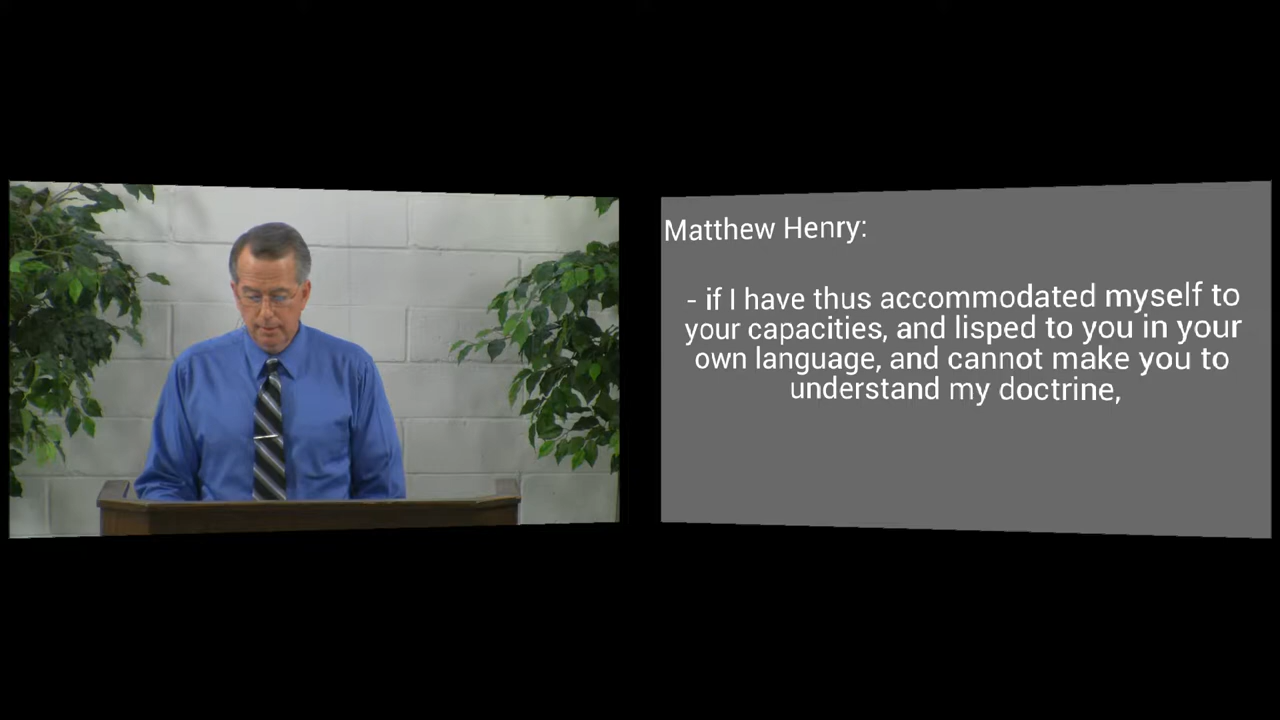 Matthew Henry:
- if I have thus accommodated myself to
your capacities, and lisped to you in your
own language, and cannot make you to
understand my doctrine,